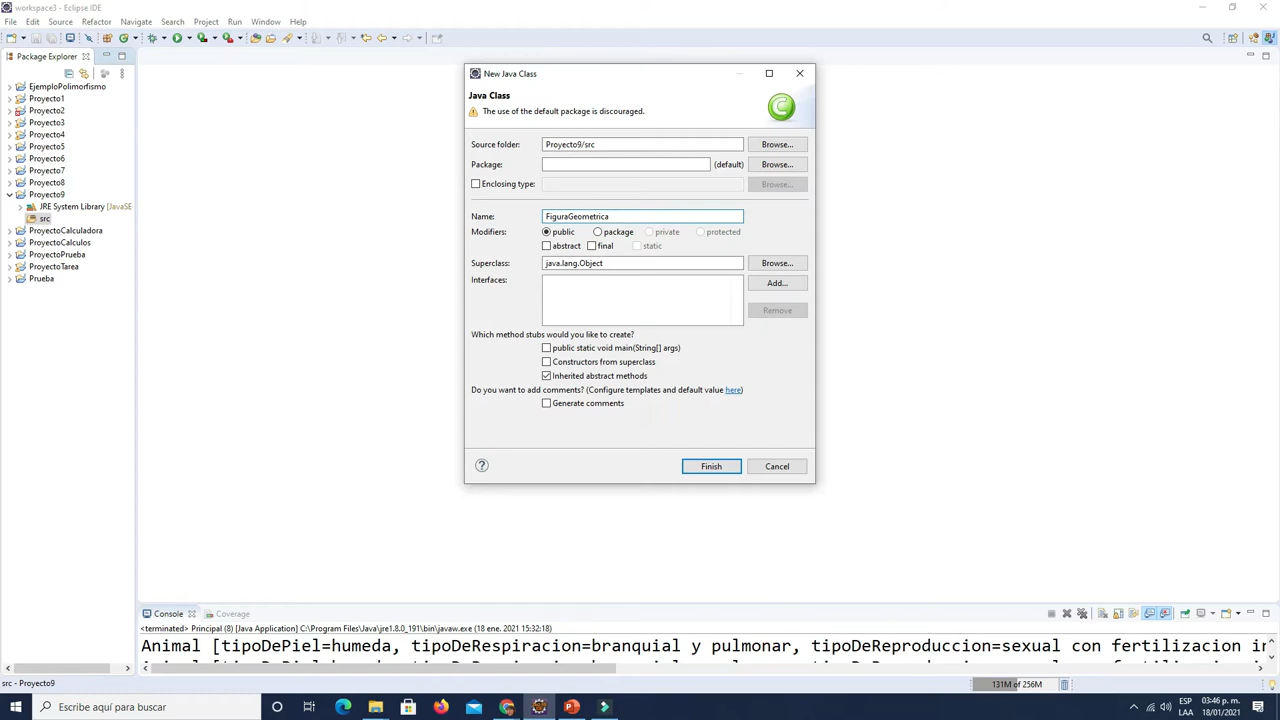 workspace3 - Eclipse IDE
File Edit Source Refactor Navigate Search Project Run Window Help
Package Explorer
EjemploPolimorfismo
Proyecto1
Proyecto2
Proyecto3
Proyecto4
Proyecto5
Proyecto6
Proyecto7
Proyecto8
Proyecto9
JRE System Library [JavaSE
src
ProyectoCalculadora
ProyectoCalculos
ProyectoPrueba
ProyectoTarea
Prueba
New Java Class
Java Class
The use of the default package is discouraged.
Source folder: Proyecto9/src Browse...
Package: (default) Browse...
Enclosing type: Browse...
Name: FiguraGeometrica
Modifiers: public package private protected
abstract final static
Superclass: java.lang.Object Browse...
Interfaces: Add...
Remove
Which method stubs would you like to create?
public static void main(String[] args)
Constructors from superclass
Inherited abstract methods
Do you want to add comments? (Configure templates and default value here)
Generate comments
Finish Cancel
Console Coverage
<terminated> Principal (8) [Java Application] C:\Program Files\Java\jre1.8.0_191\bin\javaw.exe (18 ene. 2021 15:32:18)
Animal [tipoDePiel=humeda, tipoDeRespiracion=branquial y pulmonar, tipoDeReproduccion=sexual con fertilizacion in
src - Proyecto9
131M of 256M
Escribe aquí para buscar
ESP 03:46 p. m.
LAA 18/01/2021